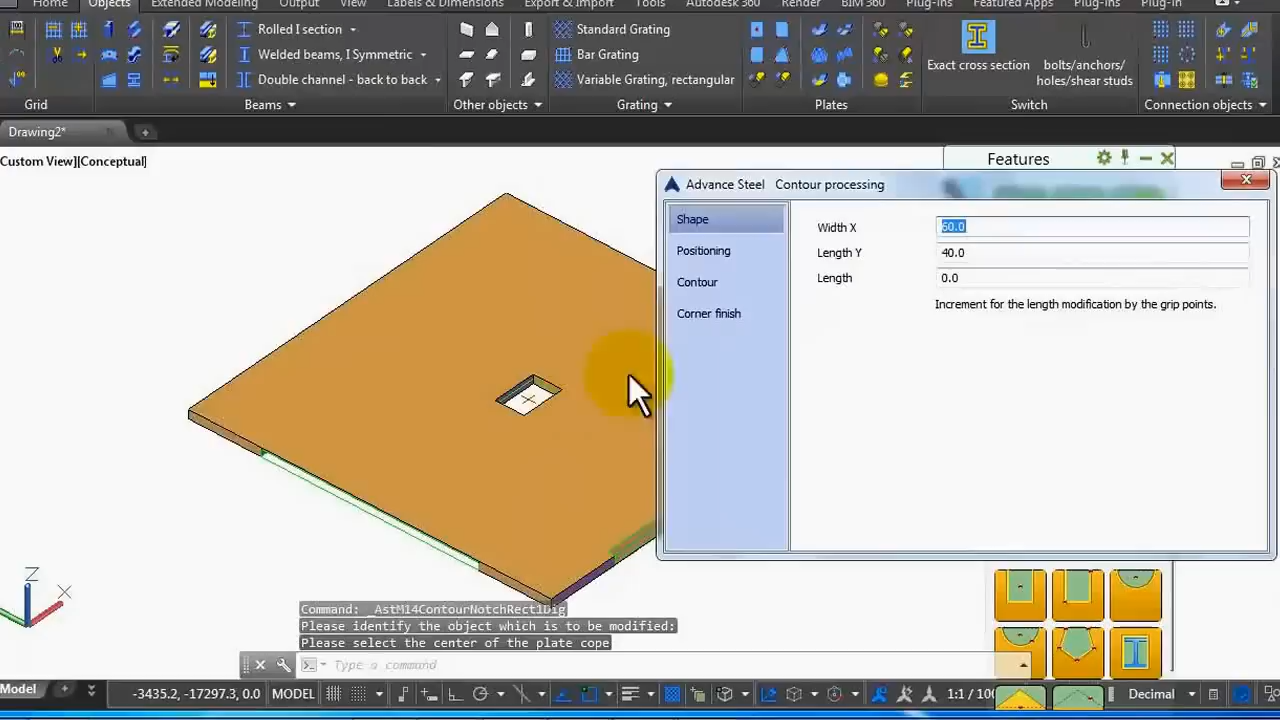 Home Objects Extended Modeling Output View Labels & Dimensions Export & Import Tools Autodesk 360 Render BIM 360 Plug-ins Featured Apps Plug-ins Plug-in
Rolled I section
Welded beams, I Symmetric
Double channel - back to back
Standard Grating
Bar Grating
Variable Grating, rectangular
Exact cross section
bolts/anchors/
holes/shear studs
Grid Beams Other objects Grating Plates Switch Connection objects
Drawing2*
Custom View][Conceptual]
Features
Advance Steel Contour processing
Shape
Positioning
Contour
Corner finish
Width X 60.0
Length Y 40.0
Length 0.0
Increment for the length modification by the grip points.
Z
X
Command: _AstM14ContourNotchRect1Dig
Please identify the object which is to be modified:
Please select the center of the plate cope
Type a command
Model -3435.2, -17297.3, 0.0 MODEL 1:1 / 100 Decimal